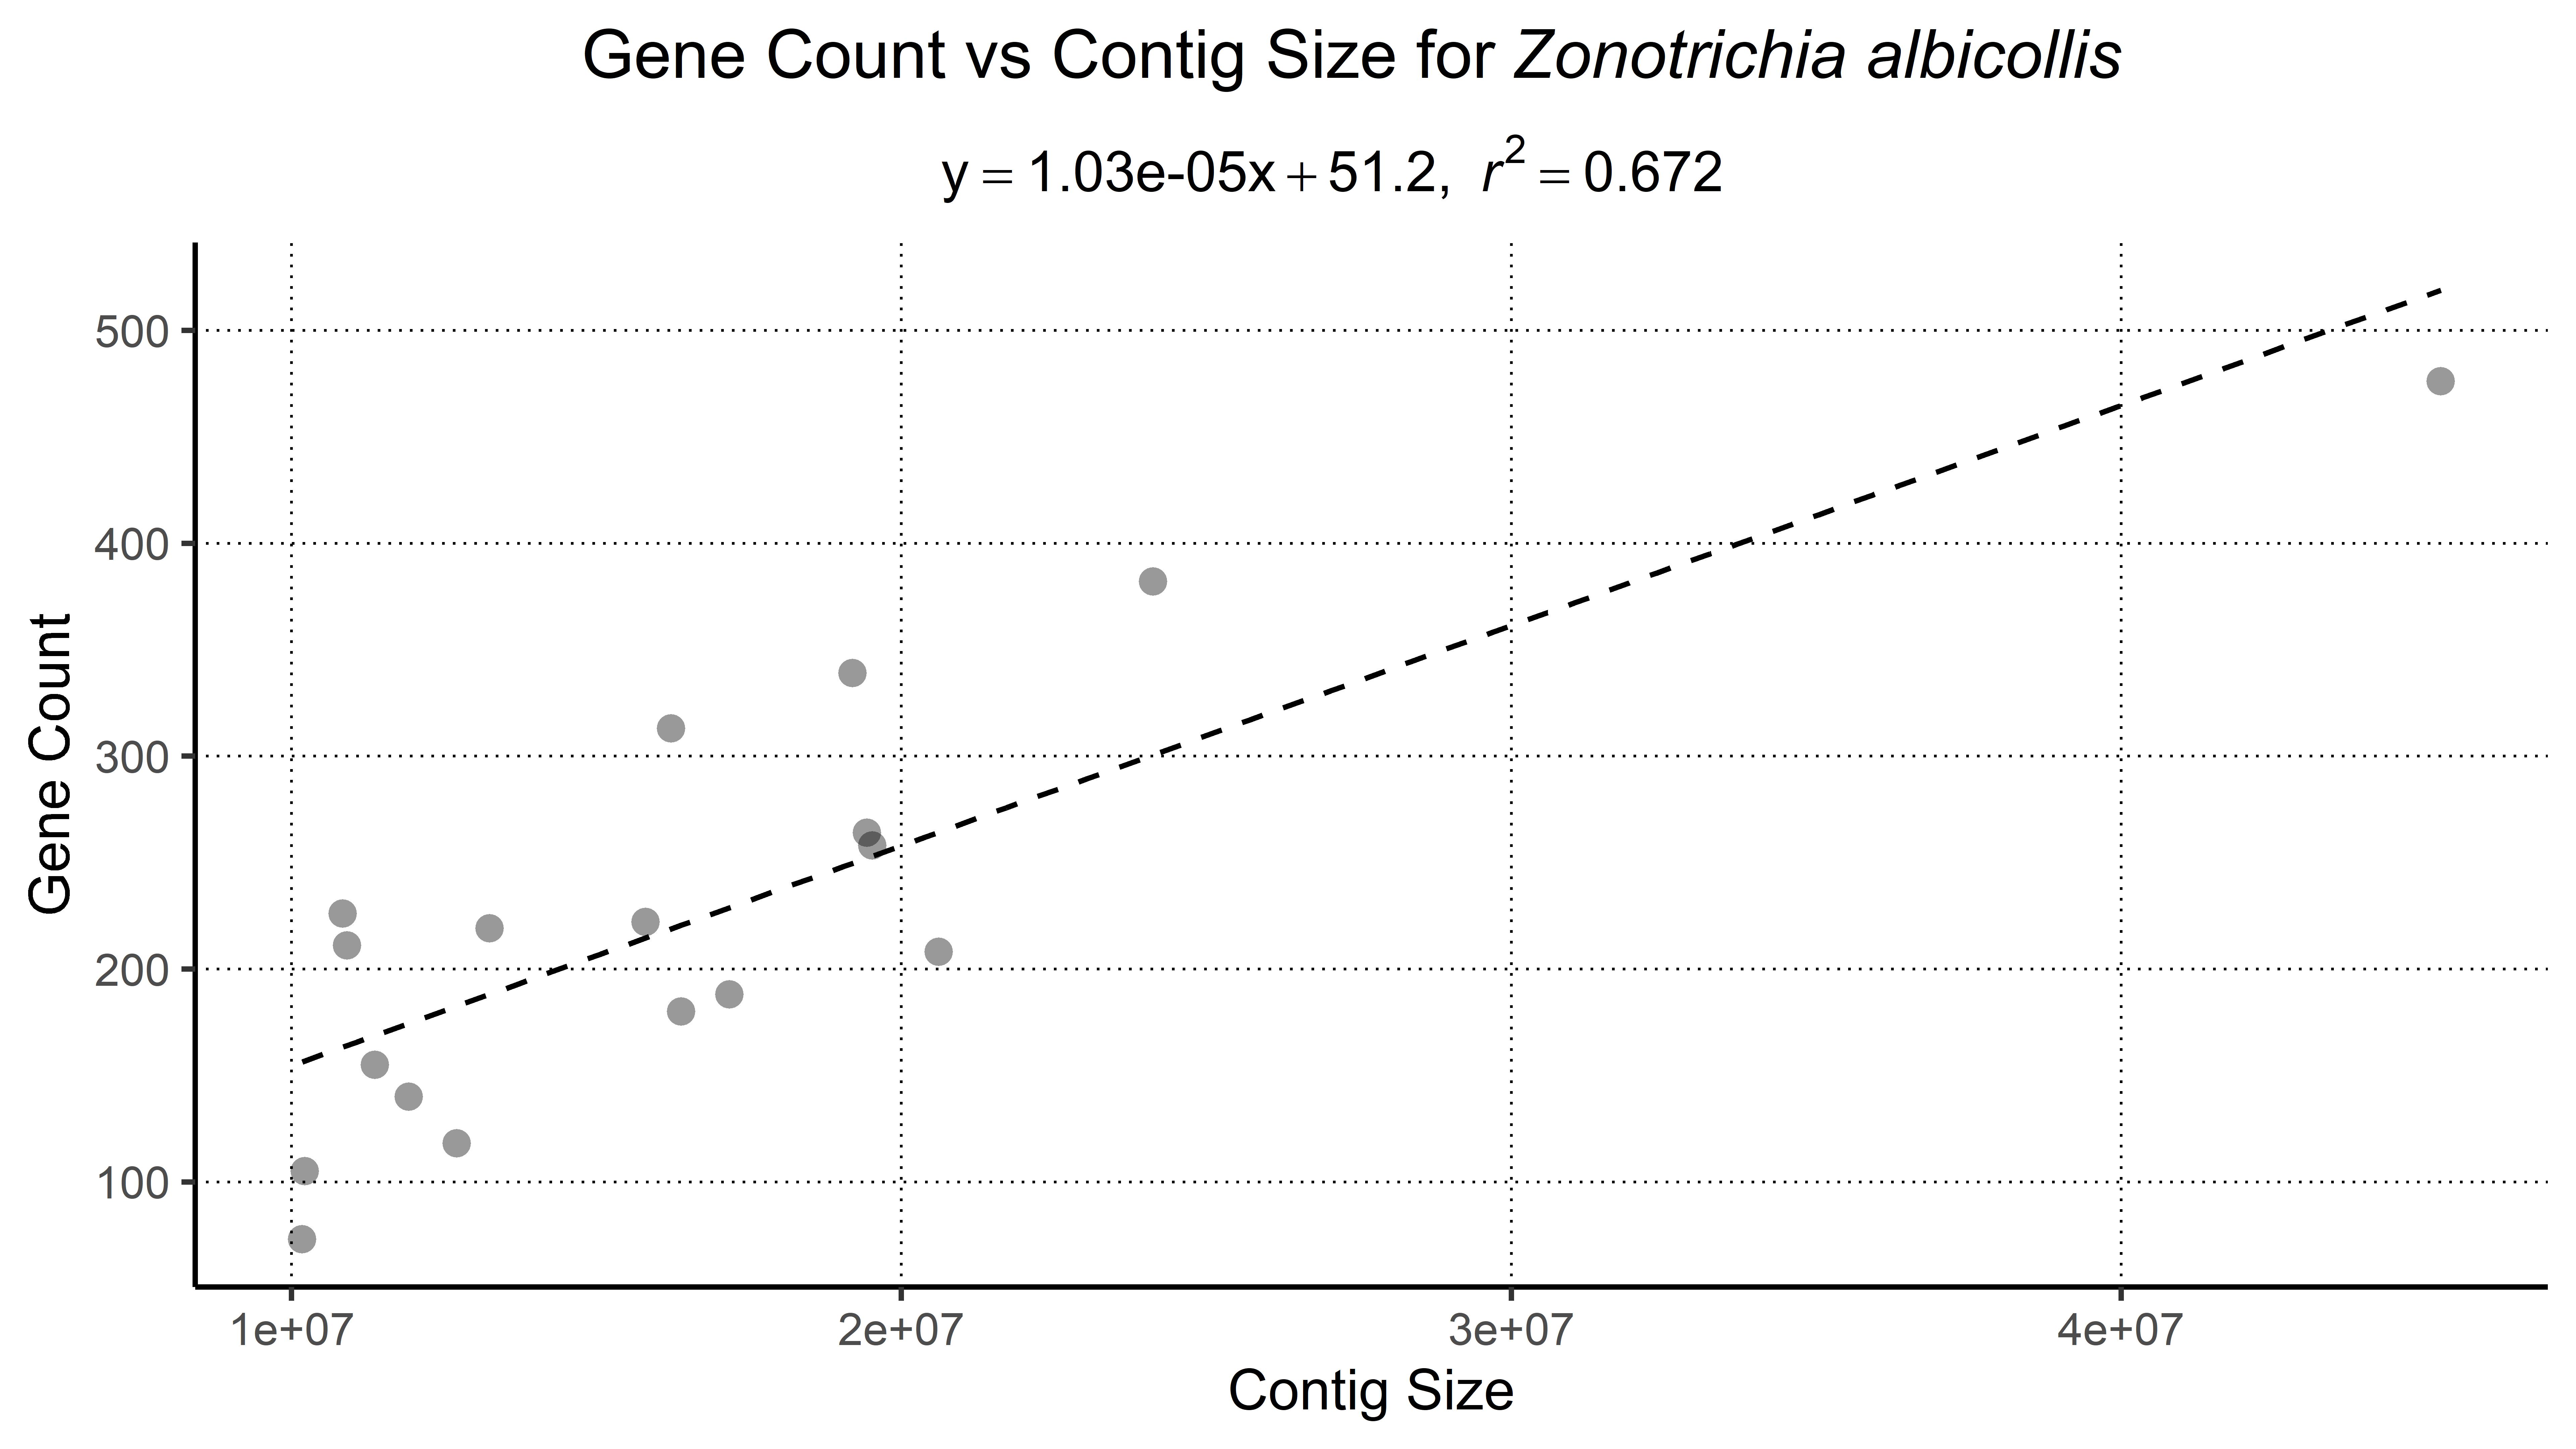 Gene Count vs Contig Size for Zonotrichia albicollis
y = 1.03e-05x + 51.2, r² = 0.672
Gene Count
500
400
300
200
100
1e+07 2e+07 3e+07 4e+07
Contig Size